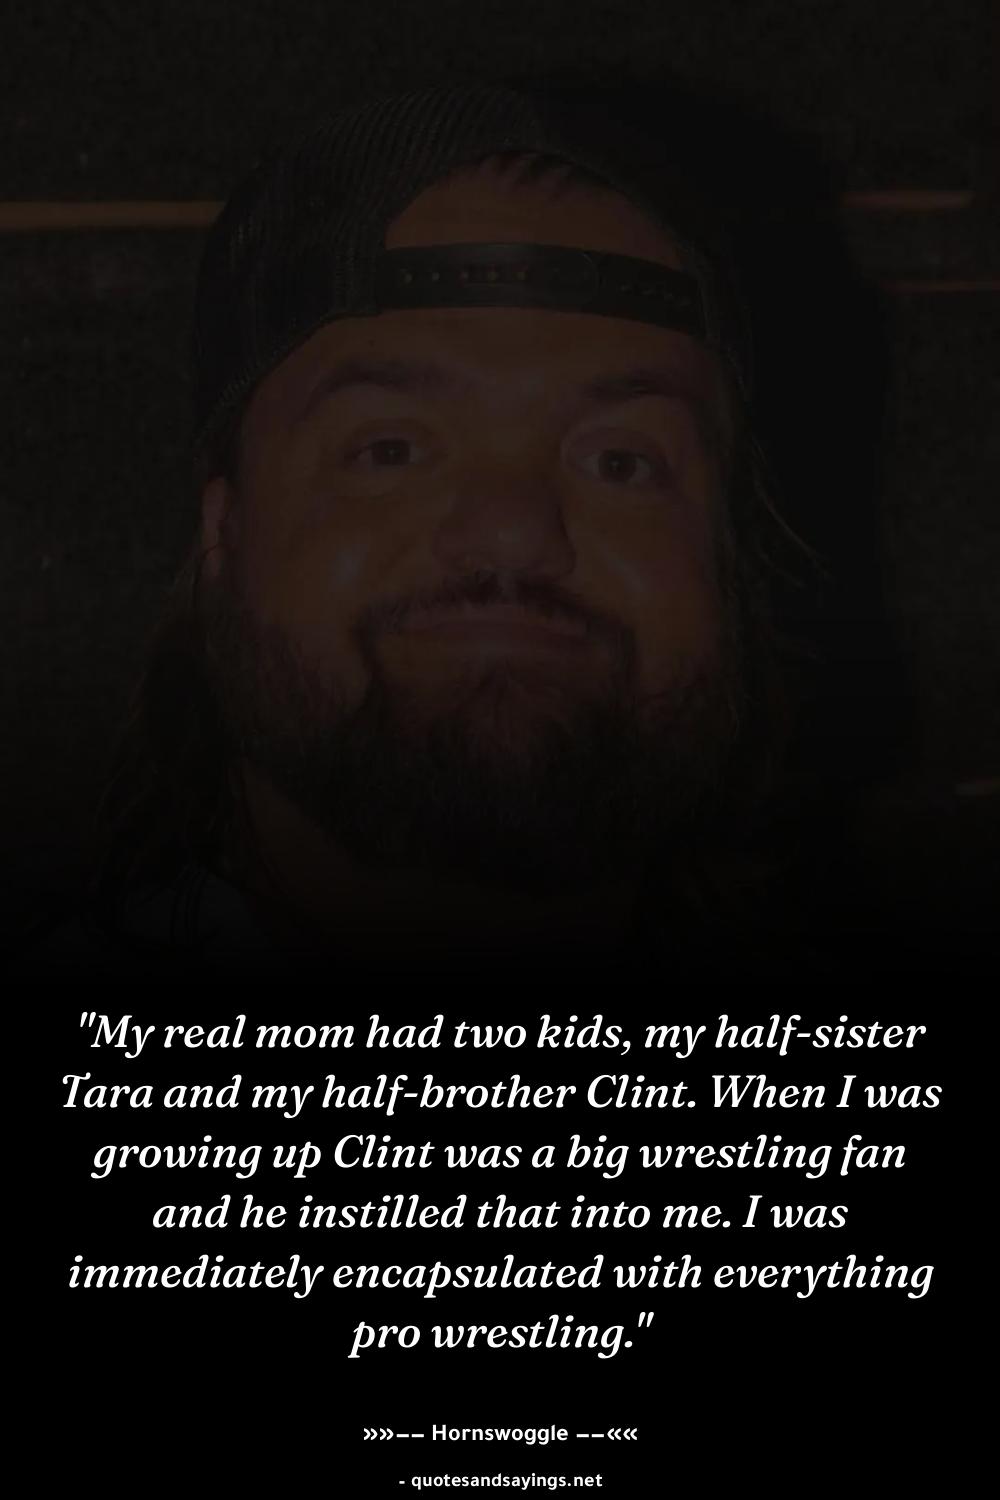 "My real mom had two kids, my half-sister
Tara and my half-brother Clint. When I was
growing up Clint was a big wrestling fan
and he instilled that into me. I was
immediately encapsulated with everything
pro wrestling."
»»–– Hornswoggle ––««
- quotesandsayings.net